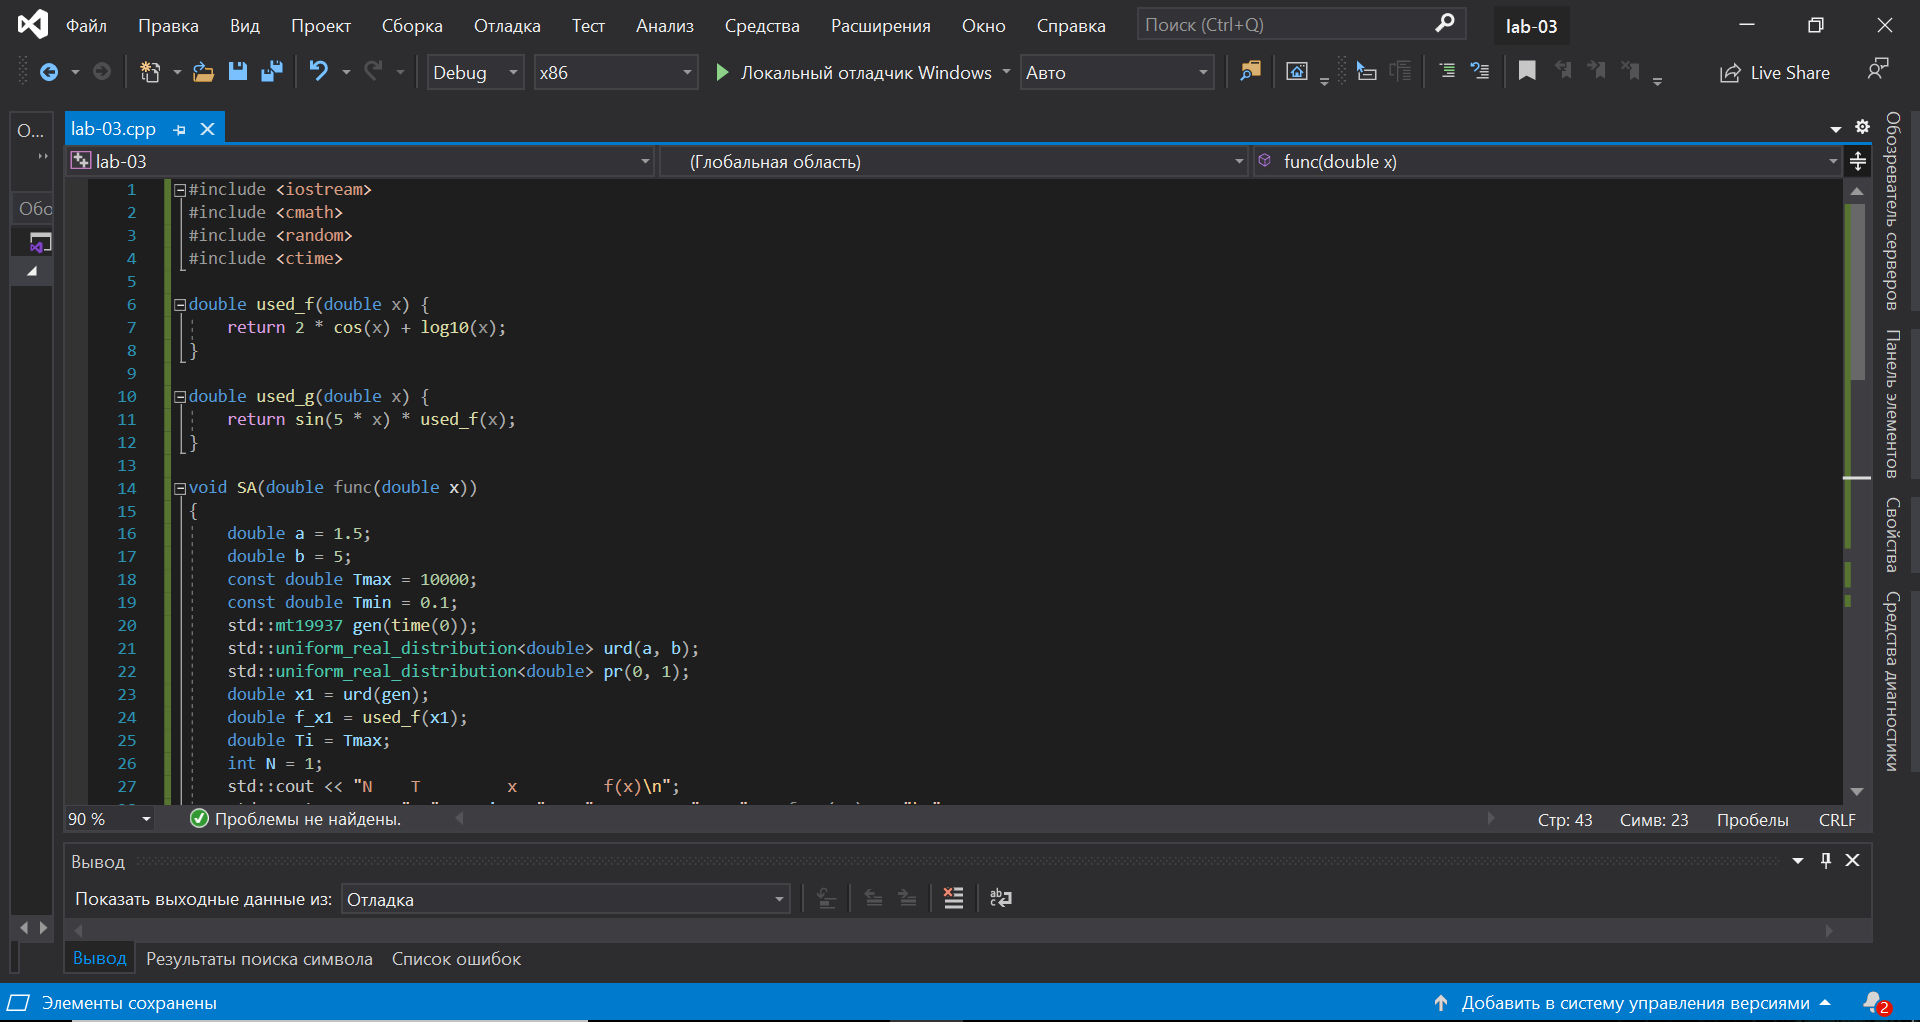 Файл Правка Вид Проект Сборка Отладка Тест Анализ Средства Расширения Окно Справка Поиск (Ctrl+Q) lab-03
Debug x86 Локальный отладчик Windows Авто Live Share
О...
lab-03.cpp
lab-03 (Глобальная область) func(double x)
Обо
1 #include <iostream>
2 #include <cmath>
3 #include <random>
4 #include <ctime>
5
6 double used_f(double x) {
7 return 2 * cos(x) + log10(x);
8 }
9
10 double used_g(double x) {
11 return sin(5 * x) * used_f(x);
12 }
13
14 void SA(double func(double x))
15 {
16 double a = 1.5;
17 double b = 5;
18 const double Tmax = 10000;
19 const double Tmin = 0.1;
20 std::mt19937 gen(time(0));
21 std::uniform_real_distribution<double> urd(a, b);
22 std::uniform_real_distribution<double> pr(0, 1);
23 double x1 = urd(gen);
24 double f_x1 = used_f(x1);
25 double Ti = Tmax;
26 int N = 1;
27 std::cout << "N T x f(x)\n";
Обозреватель серверов
Панель элементов
Свойства
Средства диагностики
90 % Проблемы не найдены. Стр: 43 Симв: 23 Пробелы CRLF
Вывод
Показать выходные данные из: Отладка
Вывод Результаты поиска символа Список ошибок
Элементы сохранены Добавить в систему управления версиями 2